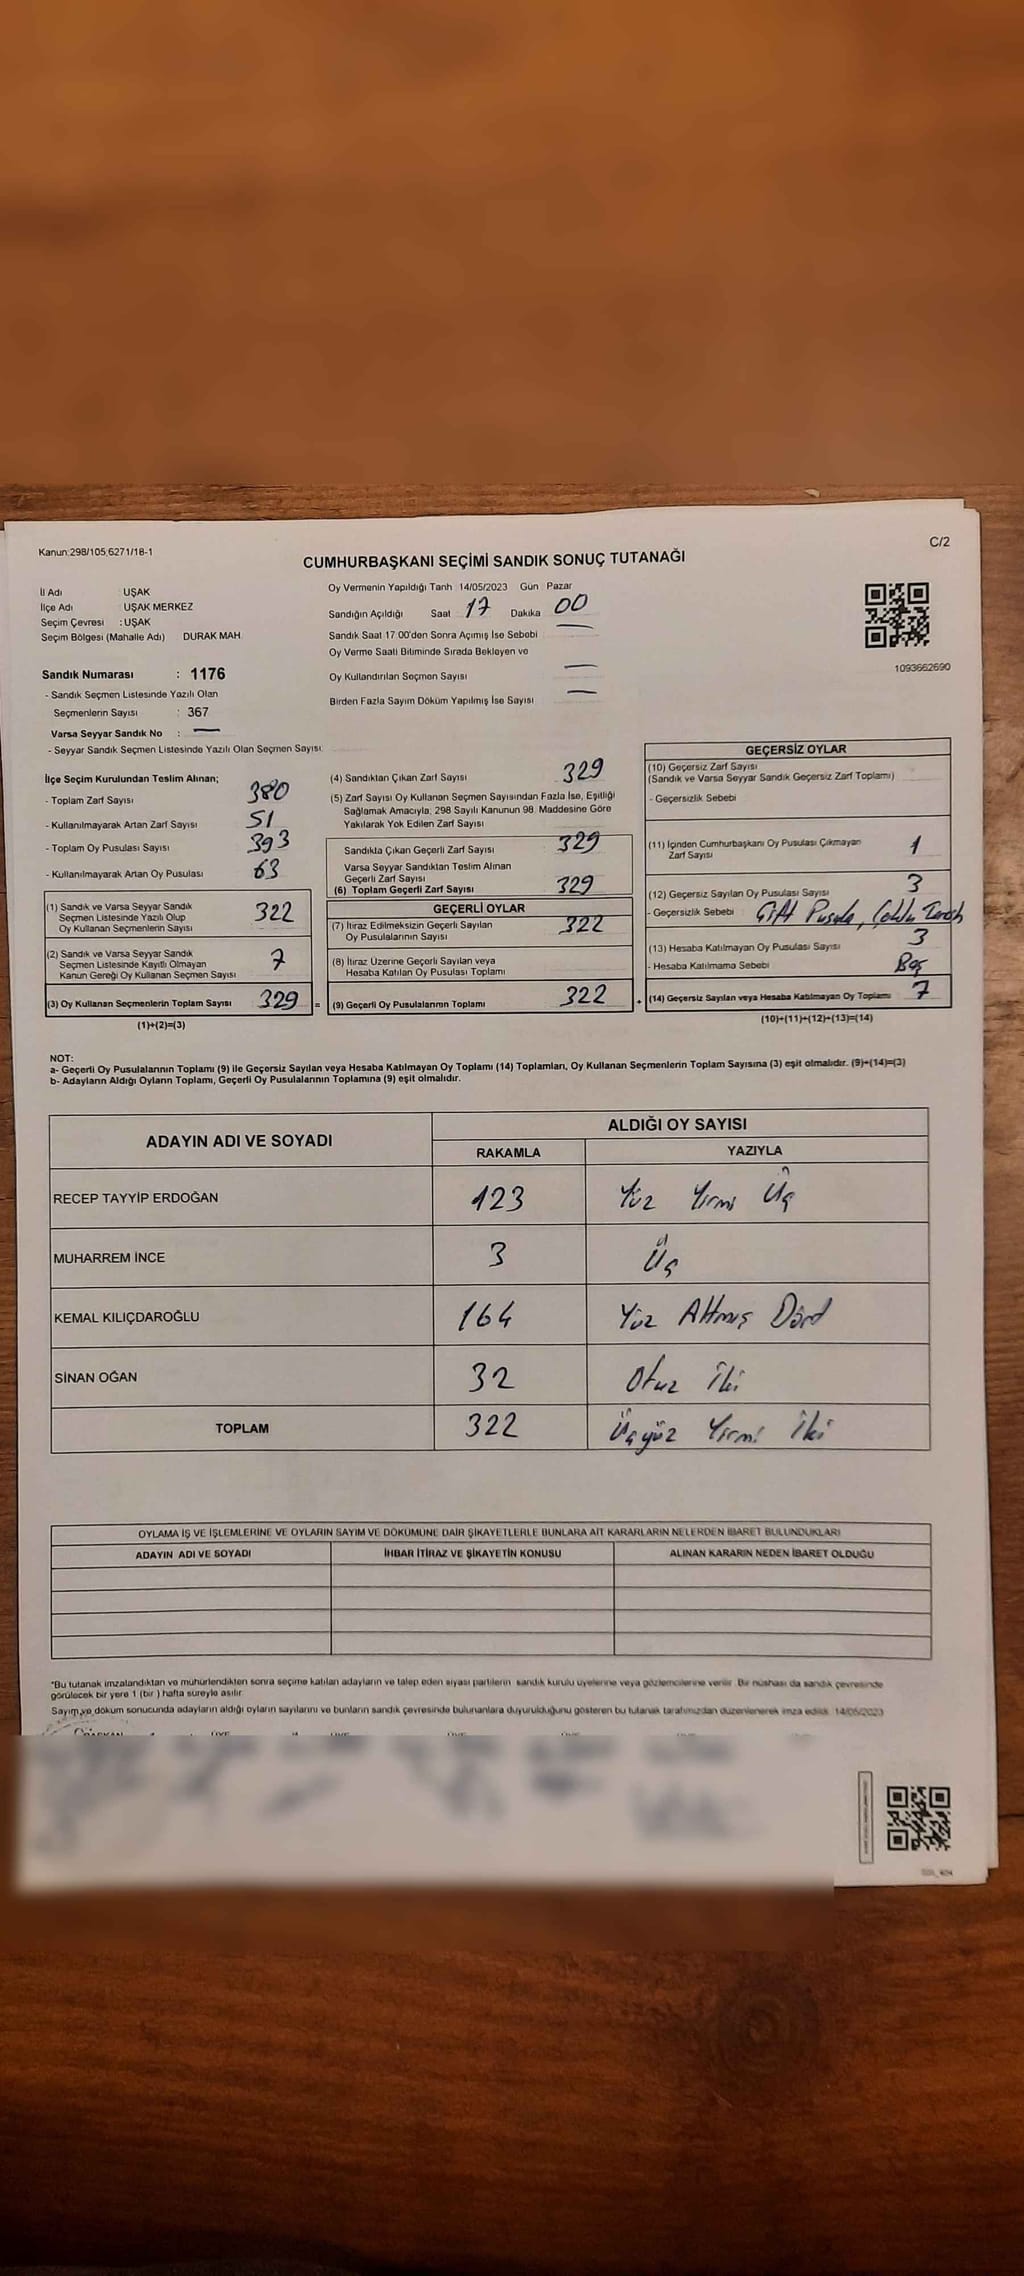 Kanun:298/105,6271/18-1
C/2
CUMHURBAŞKANI SEÇİMİ SANDIK SONUÇ TUTANAĞI
İl Adı : UŞAK
İlçe Adı : UŞAK MERKEZ
Seçim Çevresi : UŞAK
Seçim Bölgesi (Mahalle Adı) DURAK MAH.
Oy Vermenin Yapıldığı Tarih 14/05/2023 Gün Pazar
Sandığın Açıldığı Saat 17 Dakika 00
Sandık Saat 17 00'den Sonra Açımış İse Sebebi —
Oy Verme Saati Bitiminde Sırada Bekleyen ve
Oy Kullandırılan Seçmen Sayısı —
Birden Fazla Sayım Döküm Yapılmış İse Sayısı —
1093662690
Sandık Numarası : 1176
- Sandık Seçmen Listesinde Yazılı Olan
Seçmenlerin Sayısı : 367
Varsa Seyyar Sandık No : —
- Seyyar Sandık Seçmen Listesinde Yazılı Olan Seçmen Sayısı:
İlçe Seçim Kurulundan Teslim Alınan;
- Toplam Zarf Sayısı 380
- Kullanılmayarak Artan Zarf Sayısı 51
- Toplam Oy Pusulası Sayısı 393
- Kullanılmayarak Artan Oy Pusulası 63
(1) Sandık ve Varsa Seyyar Sandık
Seçmen Listesinde Yazılı Olup
Oy Kullanan Seçmenlerin Sayısı 322
(2) Sandık ve Varsa Seyyar Sandık
Seçmen Listesinde Kayıtlı Olmayan
Kanun Gereği Oy Kullanan Seçmen Sayısı 7
(3) Oy Kullanan Seçmenlerin Toplam Sayısı 329 =
(1)+(2)=(3)
(4) Sandıktan Çıkan Zarf Sayısı 329
(5) Zarf Sayısı Oy Kullanan Seçmen Sayısından Fazla İse, Eşitliği
Sağlamak Amacıyla; 298 Sayılı Kanunun 98. Maddesine Göre
Yakılarak Yok Edilen Zarf Sayısı
Sandıkta Çıkan Geçerli Zarf Sayısı 329
Varsa Seyyar Sandıktan Teslim Alınan
Geçerli Zarf Sayısı
(6) Toplam Geçerli Zarf Sayısı 329
GEÇERLİ OYLAR
(7) İtiraz Edilmeksizin Geçerli Sayılan
Oy Pusulalarının Sayısı 322
(8) İtiraz Üzerine Geçerli Sayılan veya
Hesaba Katılan Oy Pusulası Toplamı
(9) Geçerli Oy Pusulalarının Toplamı 322 +
GEÇERSİZ OYLAR
(10) Geçersiz Zarf Sayısı
(Sandık ve Varsa Seyyar Sandık Geçersiz Zarf Toplamı)
- Geçersizlik Sebebi
(11) İçinden Cumhurbaşkanı Oy Pusulası Çıkmayan
Zarf Sayısı 1
(12) Geçersiz Sayılan Oy Pusulası Sayısı 3
- Geçersizlik Sebebi Çift Pusula,
(13) Hesaba Katılmayan Oy Pusulası Sayısı 3
- Hesaba Katılmama Sebebi Boş
(14) Geçersiz Sayılan veya Hesaba Katılmayan Oy Toplamı 7
(10)+(11)+(12)+(13)=(14)
NOT:
a- Geçerli Oy Pusulalarının Toplamı (9) ile Geçersiz Sayılan veya Hesaba Katılmayan Oy Toplamı (14) Toplamları, Oy Kullanan Seçmenlerin Toplam Sayısına (3) eşit olmalıdır. (9)+(14)=(3)
b- Adayların Aldığı Oyların Toplamı, Geçerli Oy Pusulalarının Toplamına (9) eşit olmalıdır.
ADAYIN ADI VE SOYADI
ALDIĞI OY SAYISI
RAKAMLA YAZIYLA
RECEP TAYYİP ERDOĞAN 123 Yüz Yirmi Üç
MUHARREM İNCE 3 Üç
KEMAL KILIÇDAROĞLU 164 Yüz Altmış Dörd
SİNAN OĞAN 32 Otuz İki
TOPLAM 322 Üçyüz Yirmi İki
OYLAMA İŞ VE İŞLEMLERİNE VE OYLARIN SAYIM VE DÖKÜMÜNE DAİR ŞİKAYETLERLE BUNLARA AİT KARARLARIN NELERDEN İBARET BULUNDUKLARI
ADAYIN ADI VE SOYADI İHBAR İTİRAZ VE ŞİKAYETİN KONUSU ALINAN KARARIN NEDEN İBARET OLDUĞU
*Bu tutanak imzalandıktan ve mühürlendikten sonra seçime katılan adayların ve talep eden siyasi partilerin sandık kurulu üyelerine veya gözlemcilerine verilir. Bir nüshası da sandık çevresinde
görülecek bir yere 1 (bir ) hafta süreyle asılır.
Sayım ve döküm sonucunda adayların aldığı oyların sayılarını ve bunların sandık çevresinde bulunanlara duyurulduğunu gösteren bu tutanak tarafımızdan düzenlenerek imza edildi. 14/05/2023